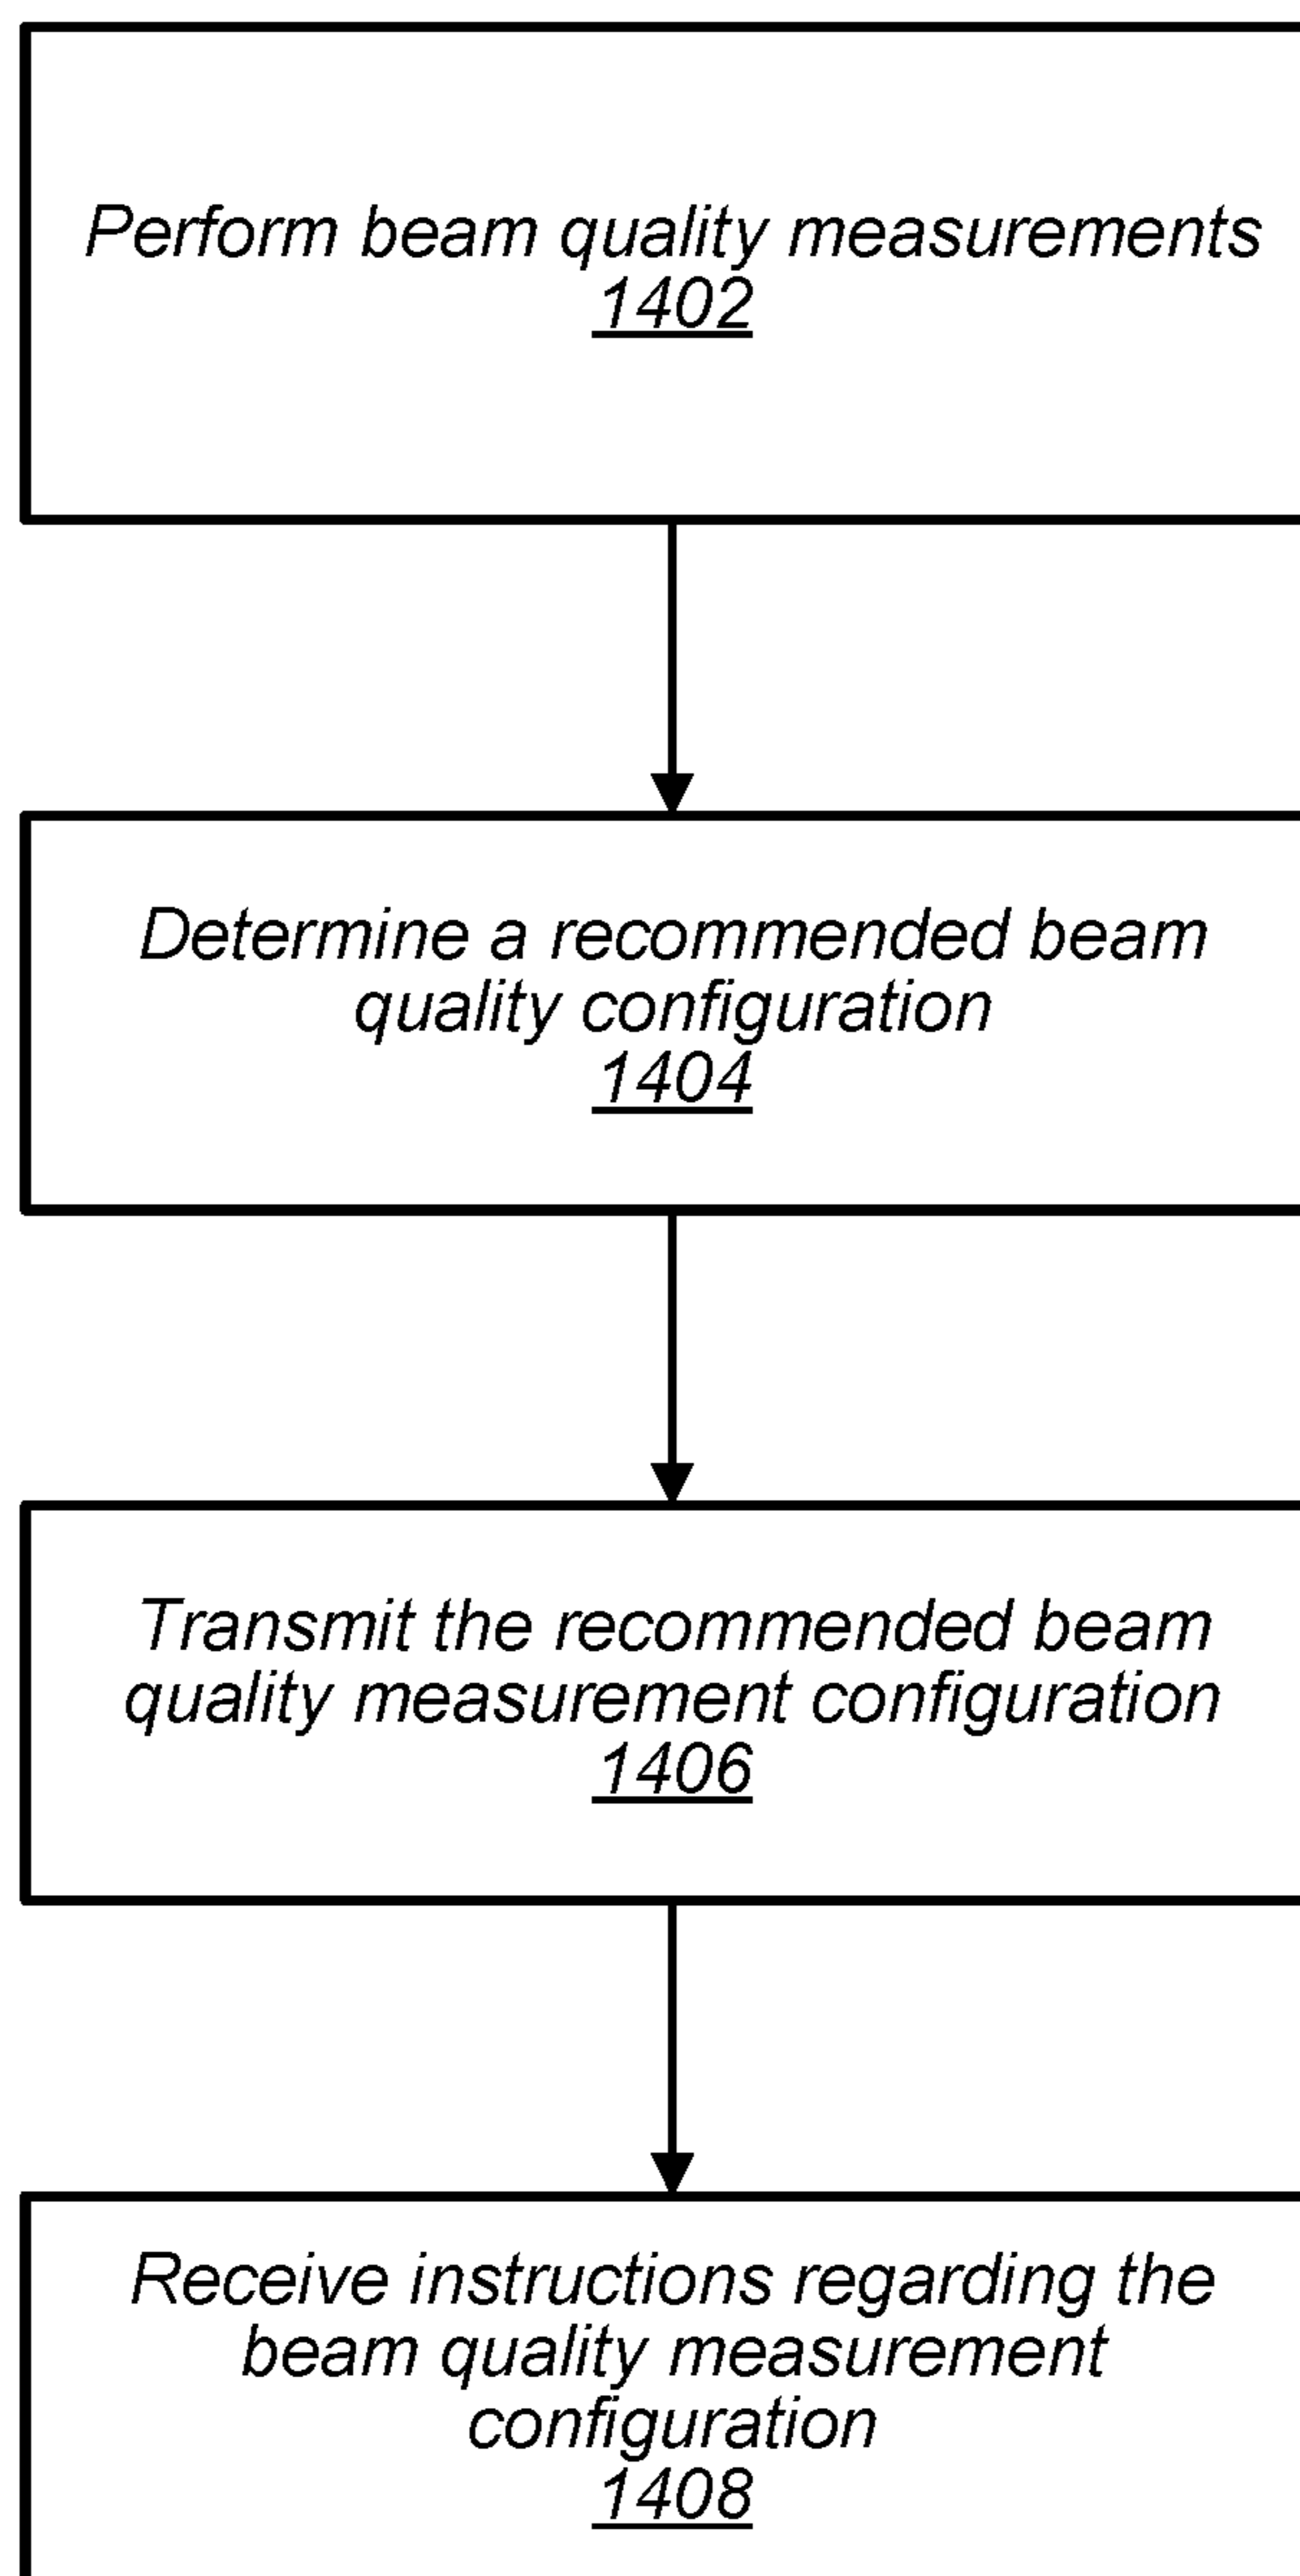 Perform beam quality measurements
1402
Determine a recommended beam
quality configuration
1404
Transmit the recommended beam
quality measurement configuration
1406
Receive instructions regarding the
beam quality measurement
configuration
1408